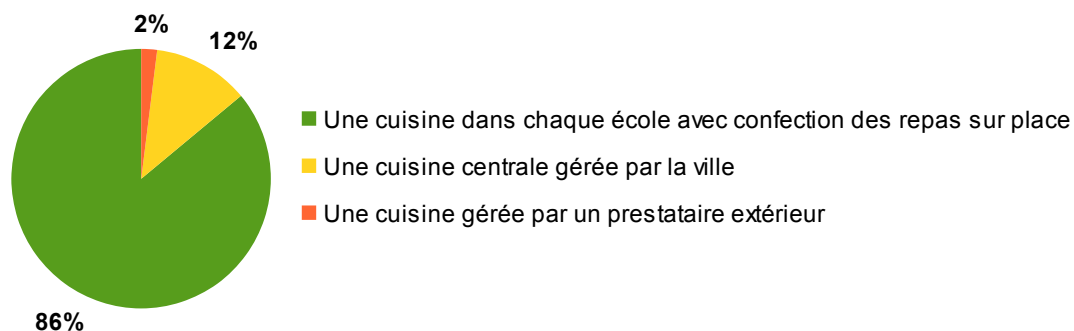 2%
12%
Une cuisine dans chaque école avec confection des repas sur place
Une cuisine centrale gérée par la ville
Une cuisine gérée par un prestataire extérieur
86%